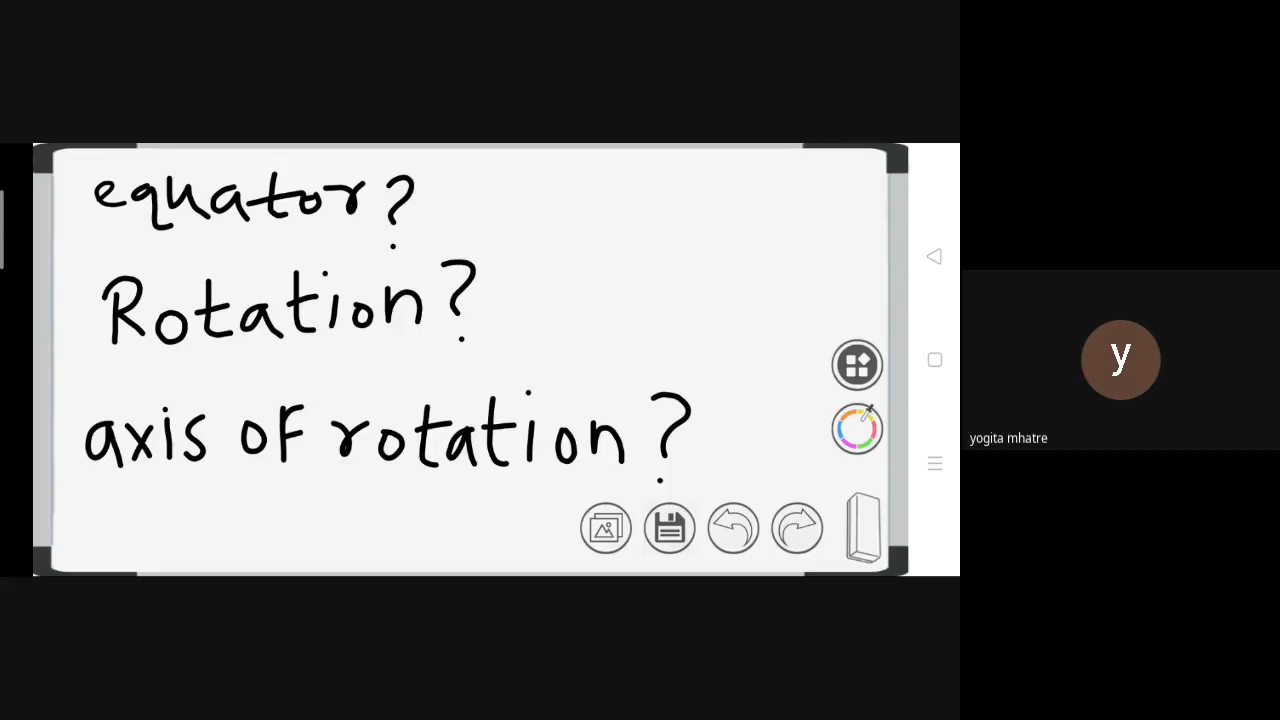 equator?
Rotation?
axis of rotation?
y
yogita mhatre